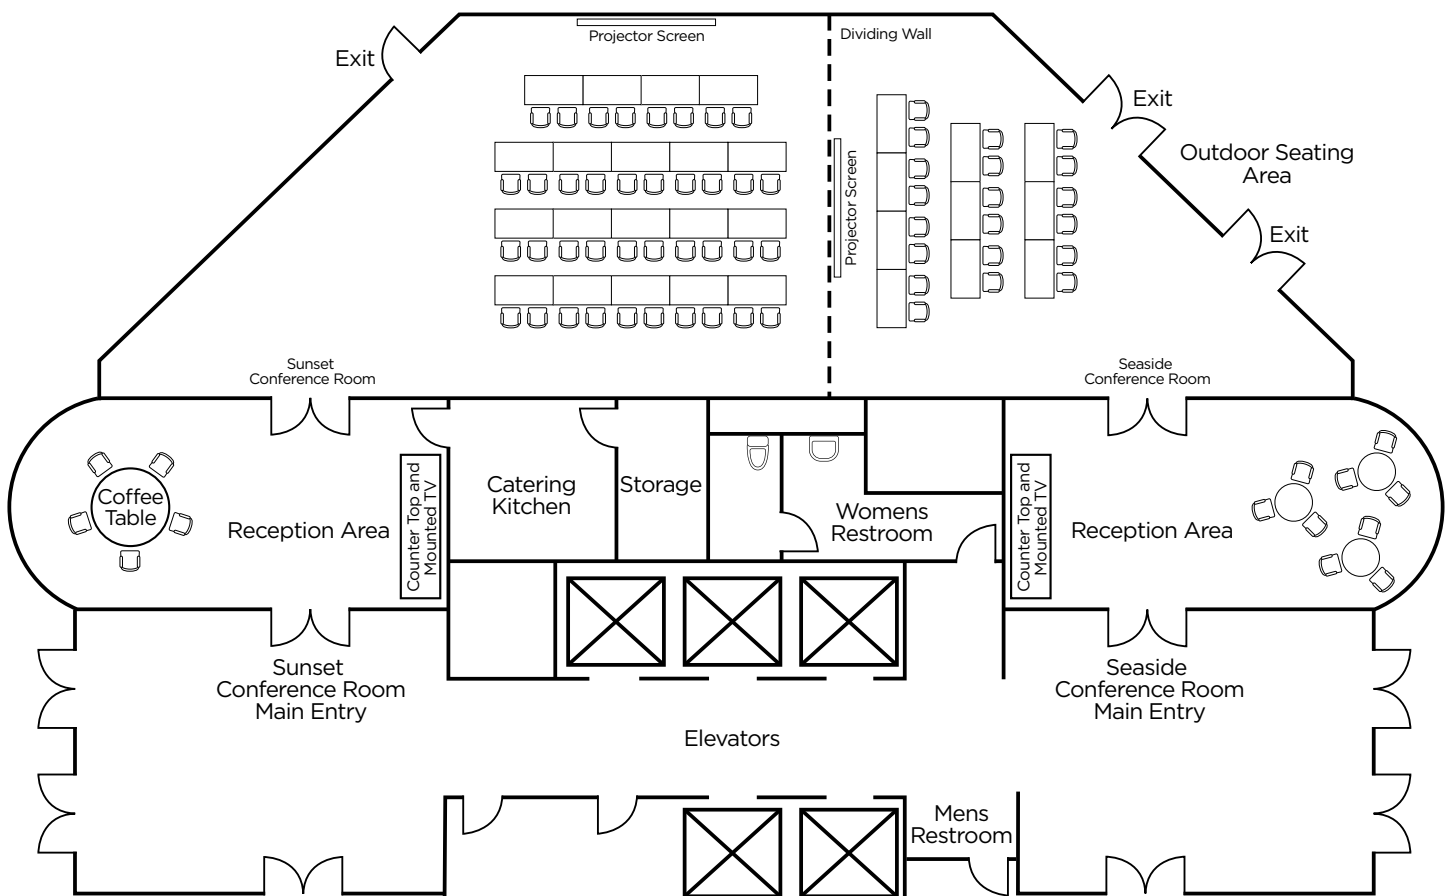 Projector Screen
Dividing Wall
Exit
Exit
Outdoor Seating
Area
Projector Screen
Exit
Sunset
Conference Room
Seaside
Conference Room
Coffee
Table
Reception Area
Counter Top and
Mounted TV
Catering
Kitchen
Storage
Womens
Restroom
Counter Top and
Mounted TV
Reception Area
Sunset
Conference Room
Main Entry
Seaside
Conference Room
Main Entry
Elevators
Mens
Restroom